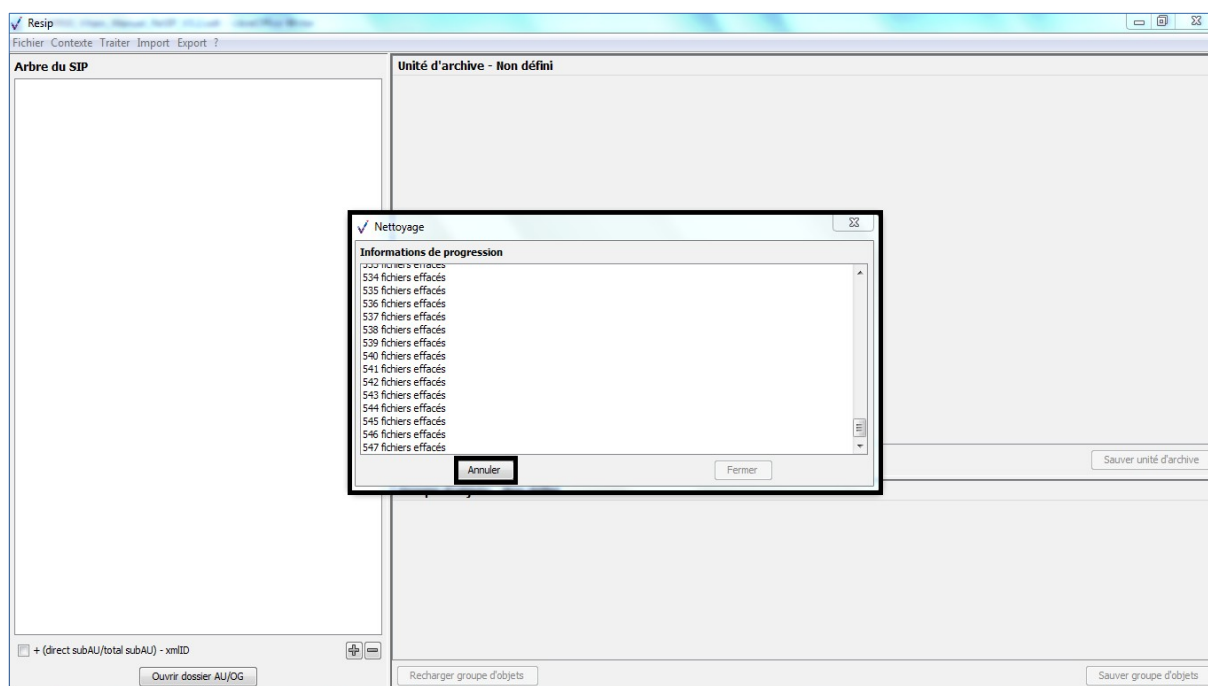 Resip
Fichier Contexte Traiter Import Export ?
Arbre du SIP
Unité d'archive - Non défini
Nettoyage
Informations de progression
533 fichiers effacés
534 fichiers effacés
535 fichiers effacés
536 fichiers effacés
537 fichiers effacés
538 fichiers effacés
539 fichiers effacés
540 fichiers effacés
541 fichiers effacés
542 fichiers effacés
543 fichiers effacés
544 fichiers effacés
545 fichiers effacés
546 fichiers effacés
547 fichiers effacés
Annuler
Fermer
Sauver unité d'archive
+ (direct subAU/total subAU) - xmlID
Ouvrir dossier AU/OG
Recharger groupe d'objets
Sauver groupe d'objets